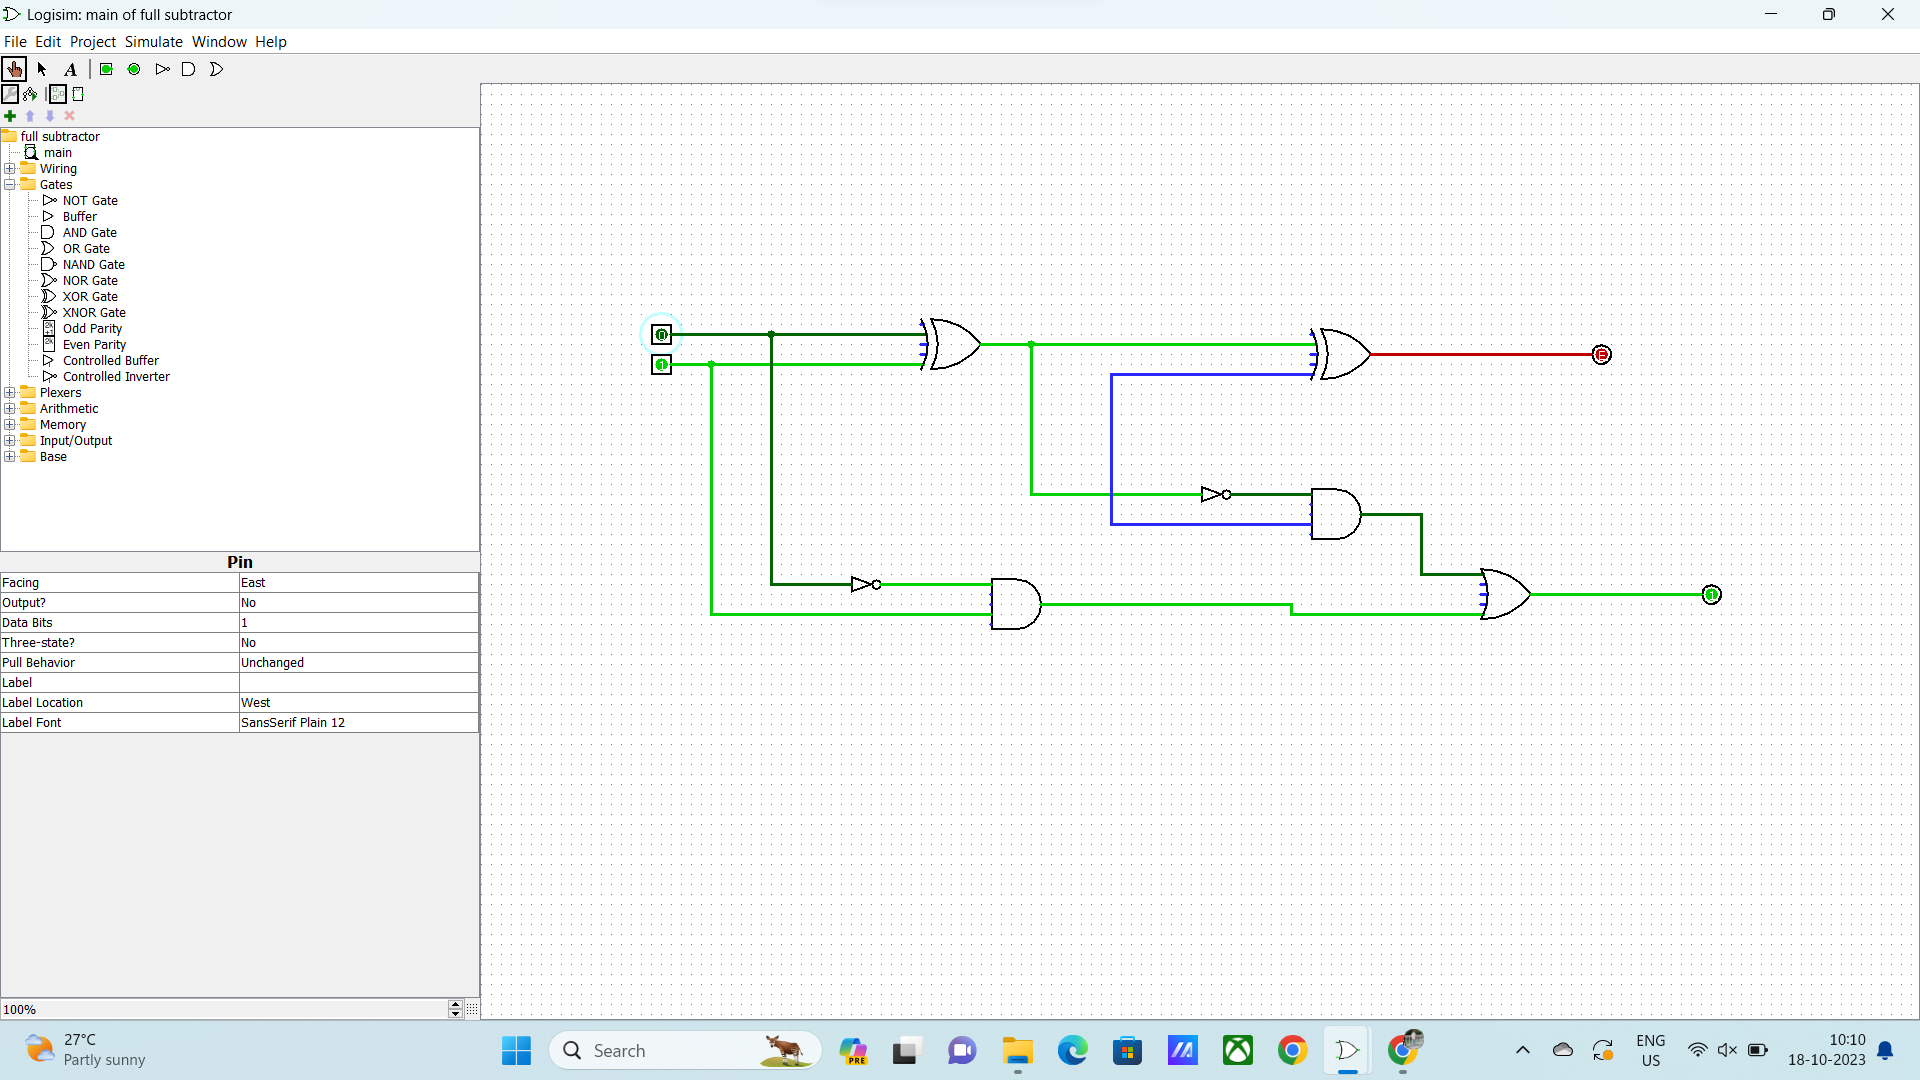 Logisim: main of full subtractor
File Edit Project Simulate Window Help
A
full subtractor
main
Wiring
Gates
NOT Gate
Buffer
AND Gate
OR Gate
NAND Gate
NOR Gate
XOR Gate
XNOR Gate
Odd Parity
Even Parity
Controlled Buffer
Controlled Inverter
Plexers
Arithmetic
Memory
Input/Output
Base
Pin
Facing East
Output? No
Data Bits 1
Three-state? No
Pull Behavior Unchanged
Label
Label Location West
Label Font SansSerif Plain 12
100%
0
1
E
1
27°C
Partly sunny
Search
PRE
ENG
US
10:10
18-10-2023